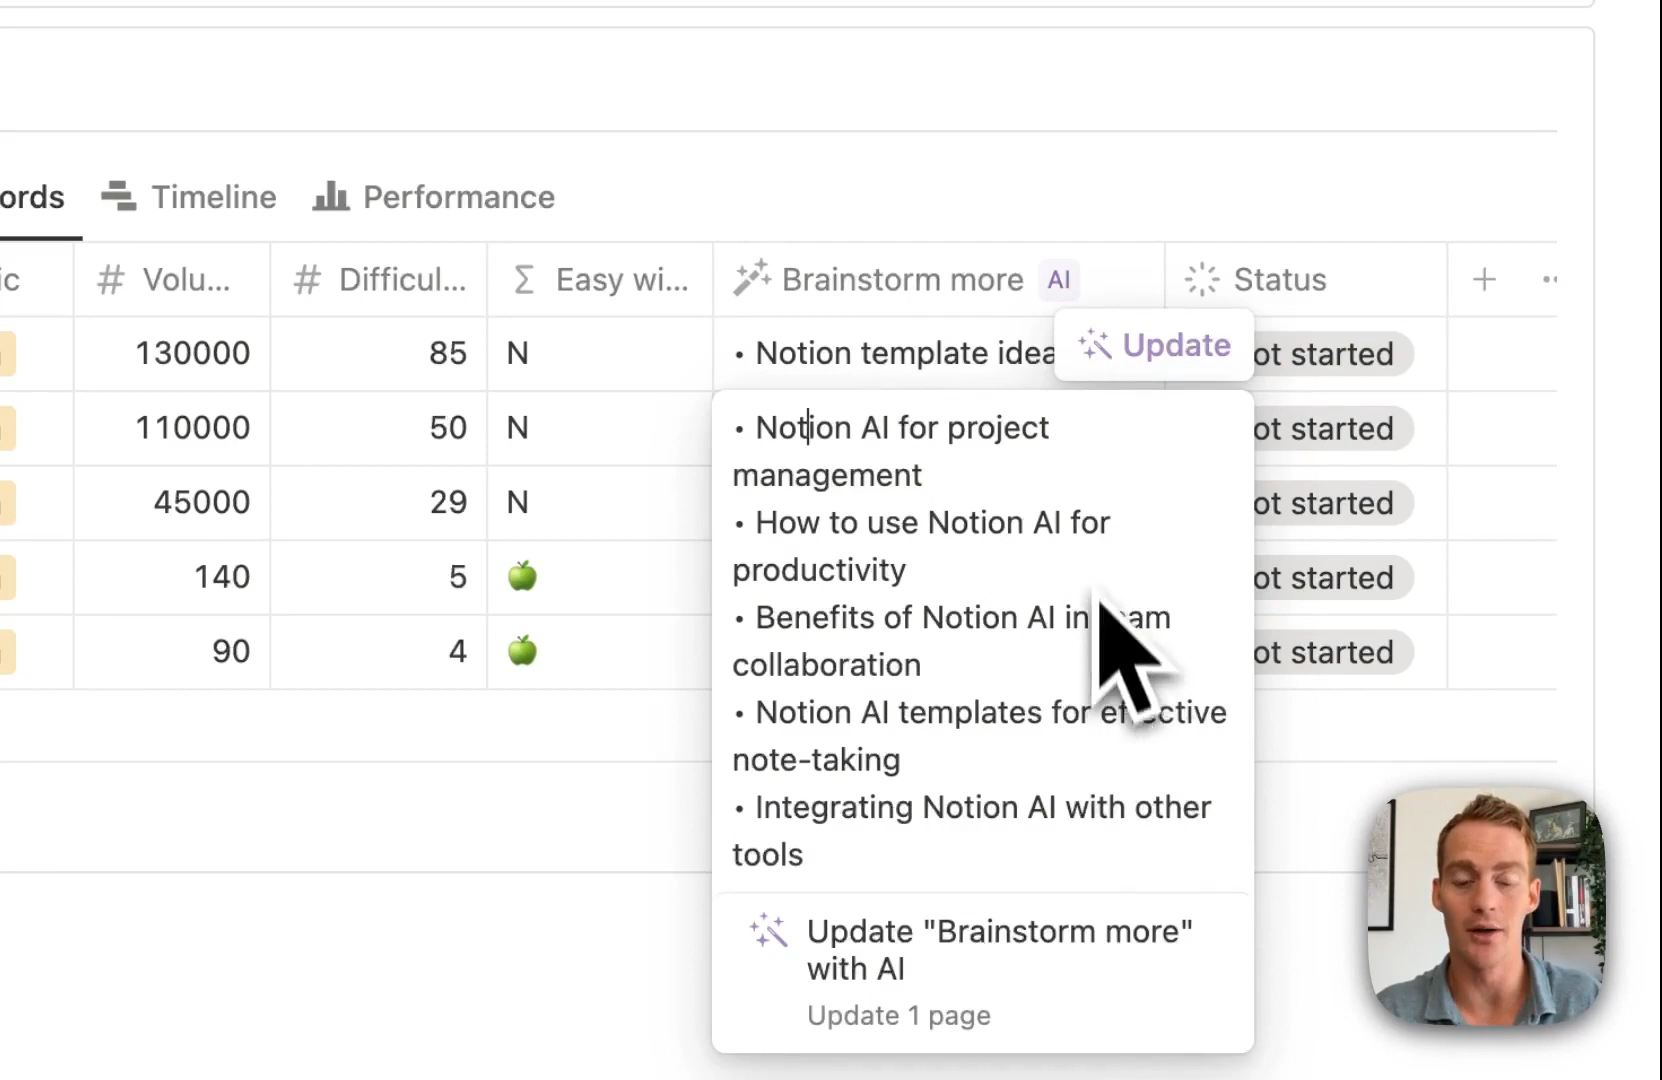 ords Timeline Performance
ic Volu... Difficul... Easy wi... Brainstorm more AI Status
130000 85 N • Notion template idea Update ot started
110000 50 N • Notion AI for project ot started
management
45000 29 N • How to use Notion AI for ot started
productivity
140 5 ot started
• Benefits of Notion AI in team
90 4 collaboration ot started
• Notion AI templates for effective
note-taking
• Integrating Notion AI with other
tools
Update "Brainstorm more"
with AI
Update 1 page